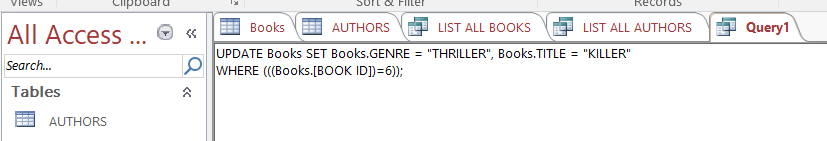 Views
Clipboard
Sort & Filter
Records
All Access ...
Search...
Tables
AUTHORS
Books
AUTHORS
LIST ALL BOOKS
LIST ALL AUTHORS
Query1
UPDATE Books SET Books.GENRE = "THRILLER", Books.TITLE = "KILLER"
WHERE (((Books.[BOOK ID])=6));